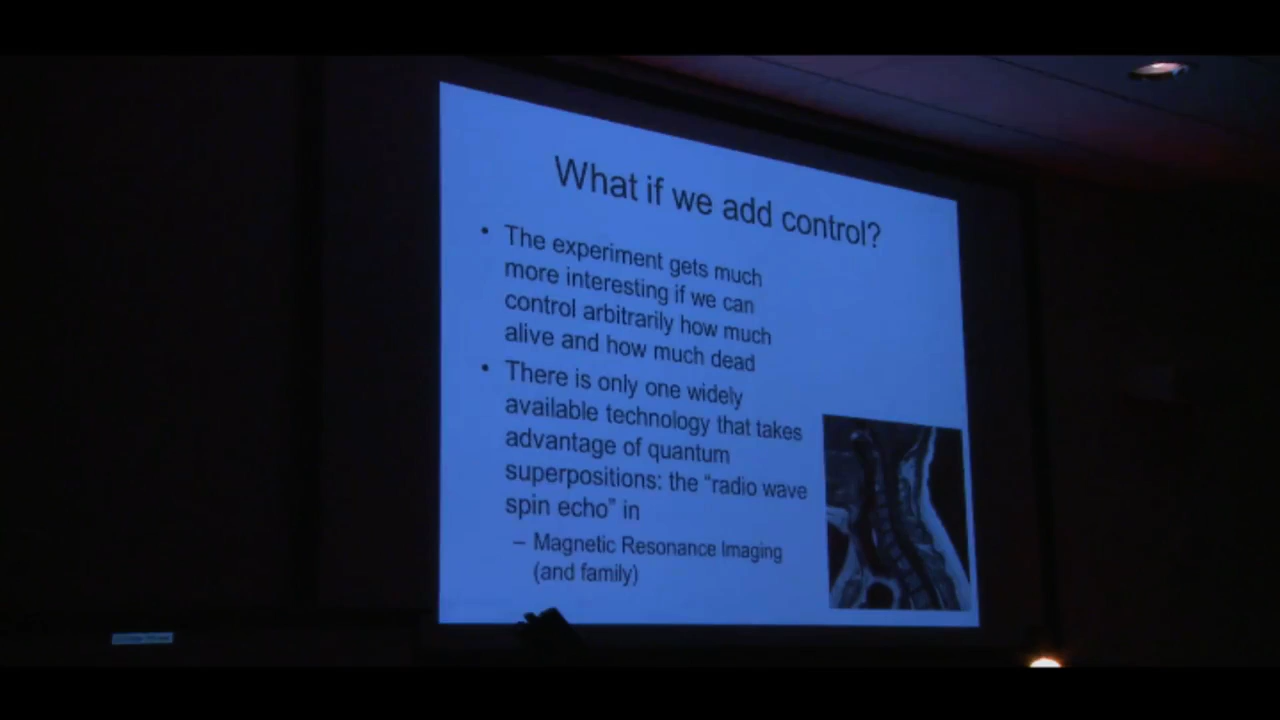 What if we add control?
• The experiment gets much
more interesting if we can
control arbitrarily how much
alive and how much dead
• There is only one widely
available technology that takes
advantage of quantum
superpositions: the “radio wave
spin echo” in
– Magnetic Resonance Imaging
(and family)